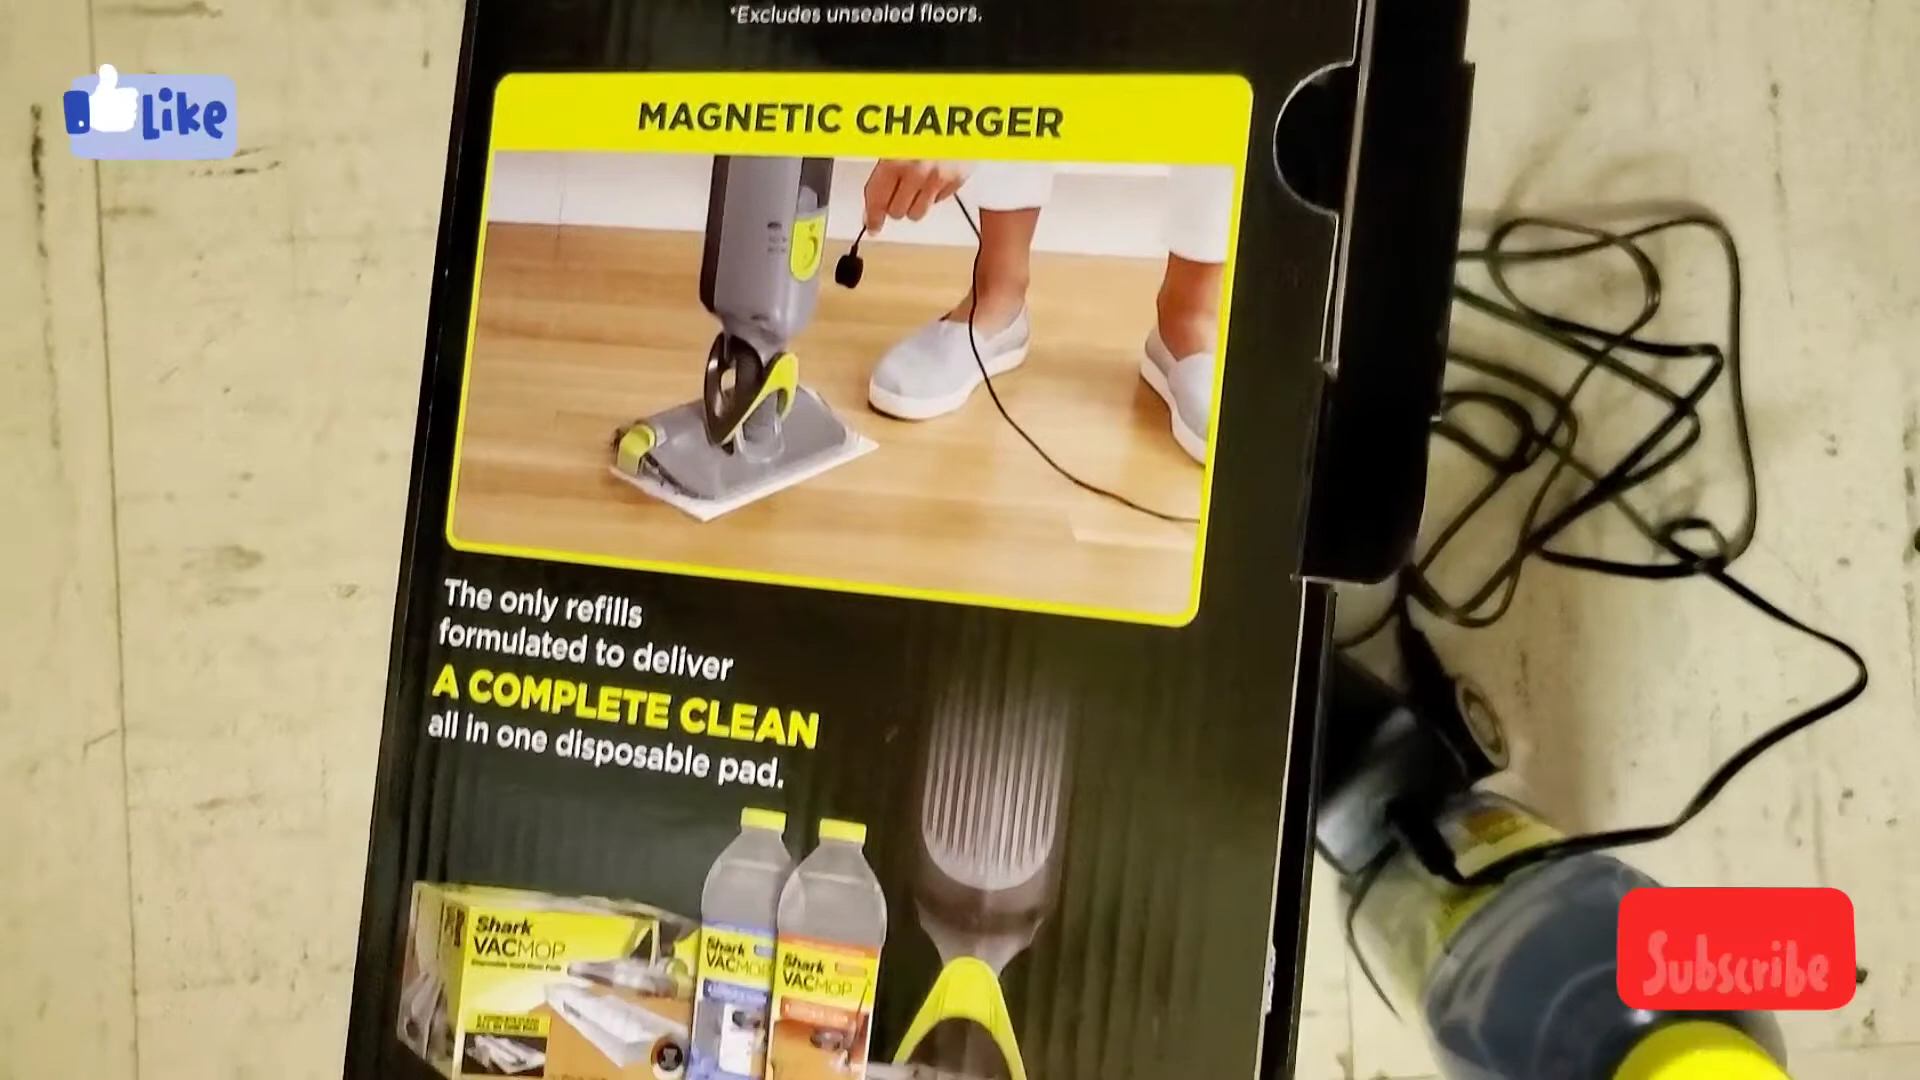 *Excludes unsealed floors.
Like
MAGNETIC CHARGER
The only refills
formulated to deliver
A COMPLETE CLEAN
all in one disposable pad.
Shark
VACMOP
Shark
VACMOP
Shark
VACMOP
Subscribe